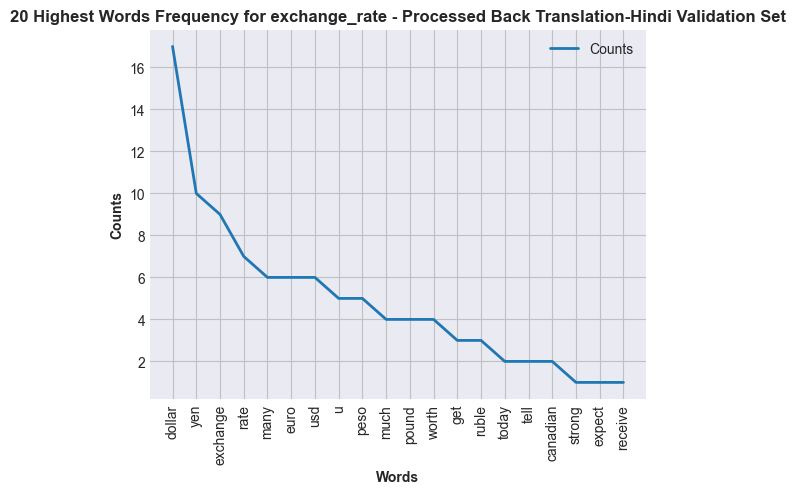 20 Highest Words Frequency for exchange_rate - Processed Back Translation-Hindi Validation Set
Counts
16
14
12
10
8
6
4
2
Counts
dollar
yen
exchange
rate
many
euro
usd
u
peso
much
pound
worth
get
ruble
today
tell
canadian
strong
expect
receive
Words